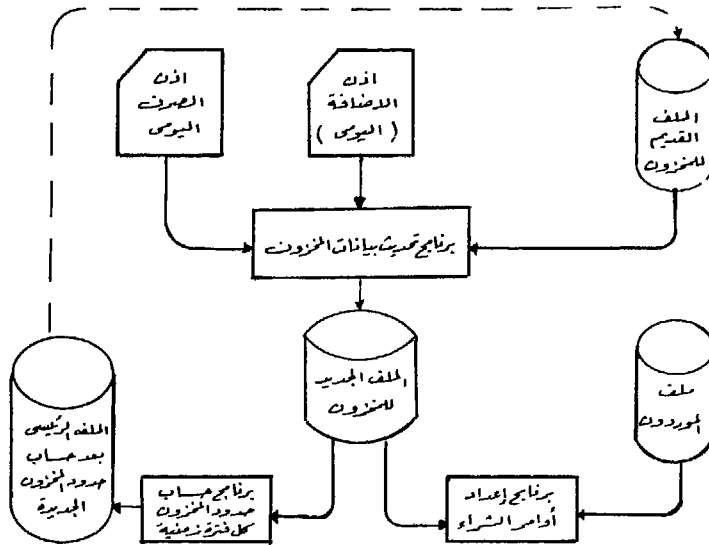 اذن
الصرف
اليومى
اذن
الاضافة
( اليومى )
الملف
القديم
للمخزون
برنامج تحديث بيانات المخزون
الملف الجديد
للمخزون
ملف
الموردون
الملف الرئيسى
بعد حساب
حدود المخزون
الجديدة
برنامج حساب
حدود المخزون
كل فترة زمنية
برنامج إعداد
أوامر الشراء